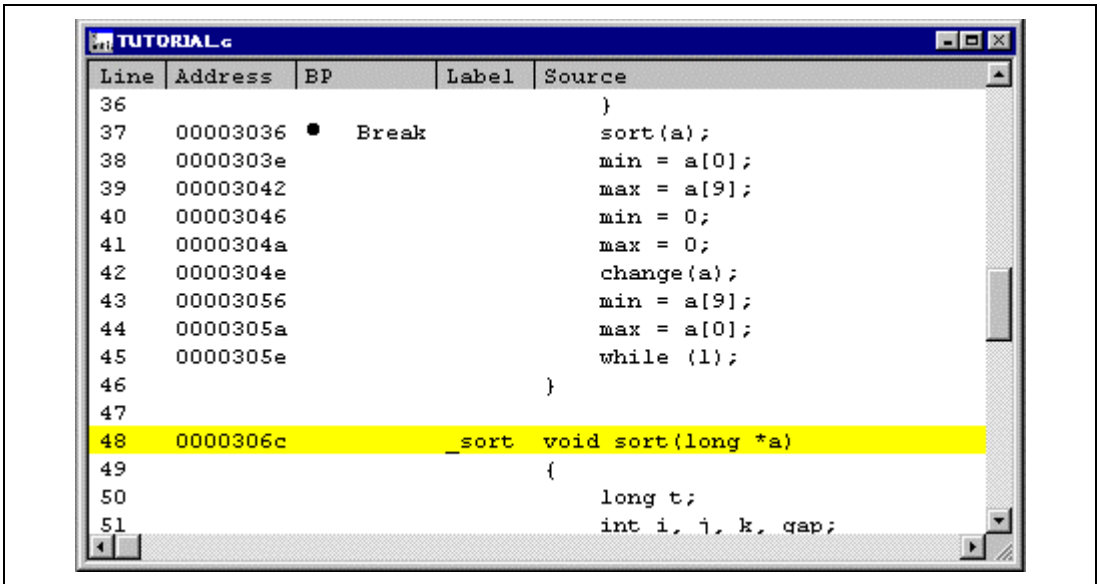 TUTORIAL.c
Line Address BP Label Source
36 }
37 00003036 ● Break sort(a);
38 0000303e min = a[0];
39 00003042 max = a[9];
40 00003046 min = 0;
41 0000304a max = 0;
42 0000304e change(a);
43 00003056 min = a[9];
44 0000305a max = a[0];
45 0000305e while (1);
46 }
47
48 0000306c _sort void sort(long *a)
49 {
50 long t;
51 int i, j, k, gap;